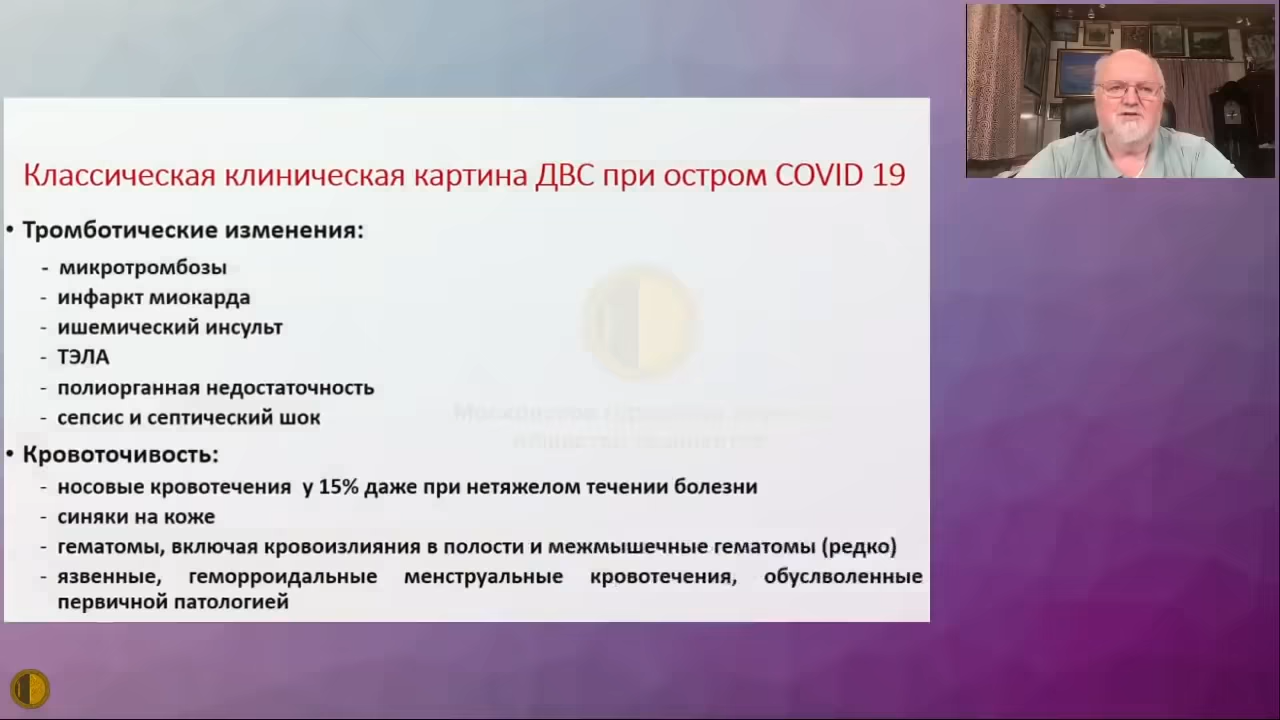 Классическая клиническая картина ДВС при остром COVID 19
• Тромботические изменения:
- микротромбозы
- инфаркт миокарда
- ишемический инсульт
- ТЭЛА
- полиорганная недостаточность
- сепсис и септический шок
• Кровоточивость:
- носовые кровотечения у 15% даже при нетяжелом течении болезни
- синяки на коже
- гематомы, включая кровоизлияния в полости и межмышечные гематомы (редко)
- язвенные, геморроидальные менструальные кровотечения, обуслволенные
первичной патологией